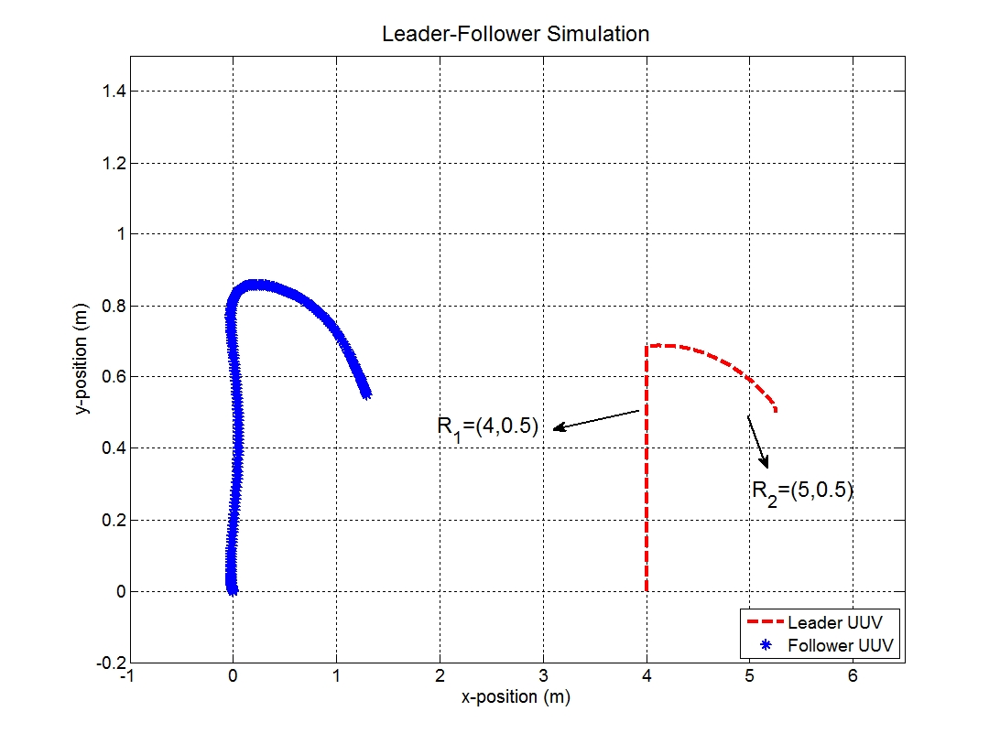 Leader-Follower Simulation
1.4
1.2
1
0.8
0.6
0.4
0.2
0
-0.2
y-position (m)
R1=(4,0.5)
R2=(5,0.5)
Leader UUV
Follower UUV
-1 0 1 2 3 4 5 6
x-position (m)